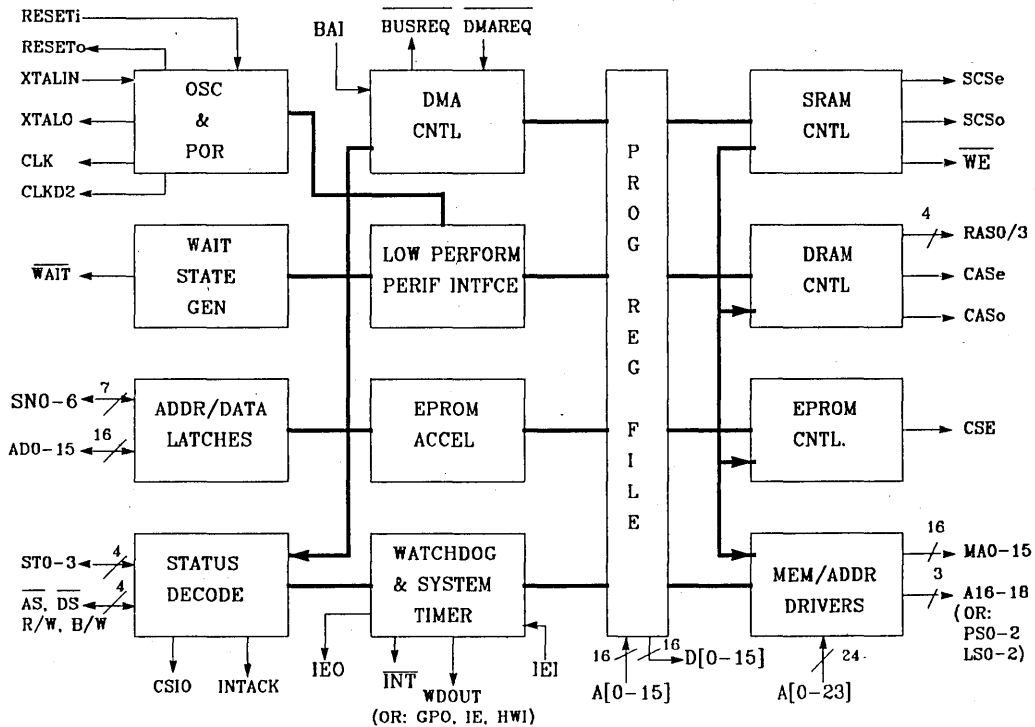 RESETi
RESETo
XTALIN
XTALO
CLK
CLKD2
OSC
&
POR
BAI
BUSREQ
DMAREQ
DMA
CNTL
PROG REG FILE
SRAM
CNTL
SCSe
SCSo
WE
WAIT
WAIT
STATE
GEN
LOW PERFORM
PERIF INTFCE
DRAM
CNTL
4
RAS0/3
CASe
CASo
SN0-6
7
AD0-15
16
ADDR/DATA
LATCHES
EPROM
ACCEL
EPROM
CNTL.
CSE
ST0-3
4
AS, DS
R/W, B/W
4
STATUS
DECODE
CSIO
INTACK
WATCHDOG
& SYSTEM
TIMER
IEO
INT
WDOUT
(OR: GPO, IE, HWI)
IEI
16
16
D[0-15]
A[0-15]
MEM/ADDR
DRIVERS
16
MA0-15
3
A16-18
(OR:
PS0-2
LS0-2)
24
A[0-23]